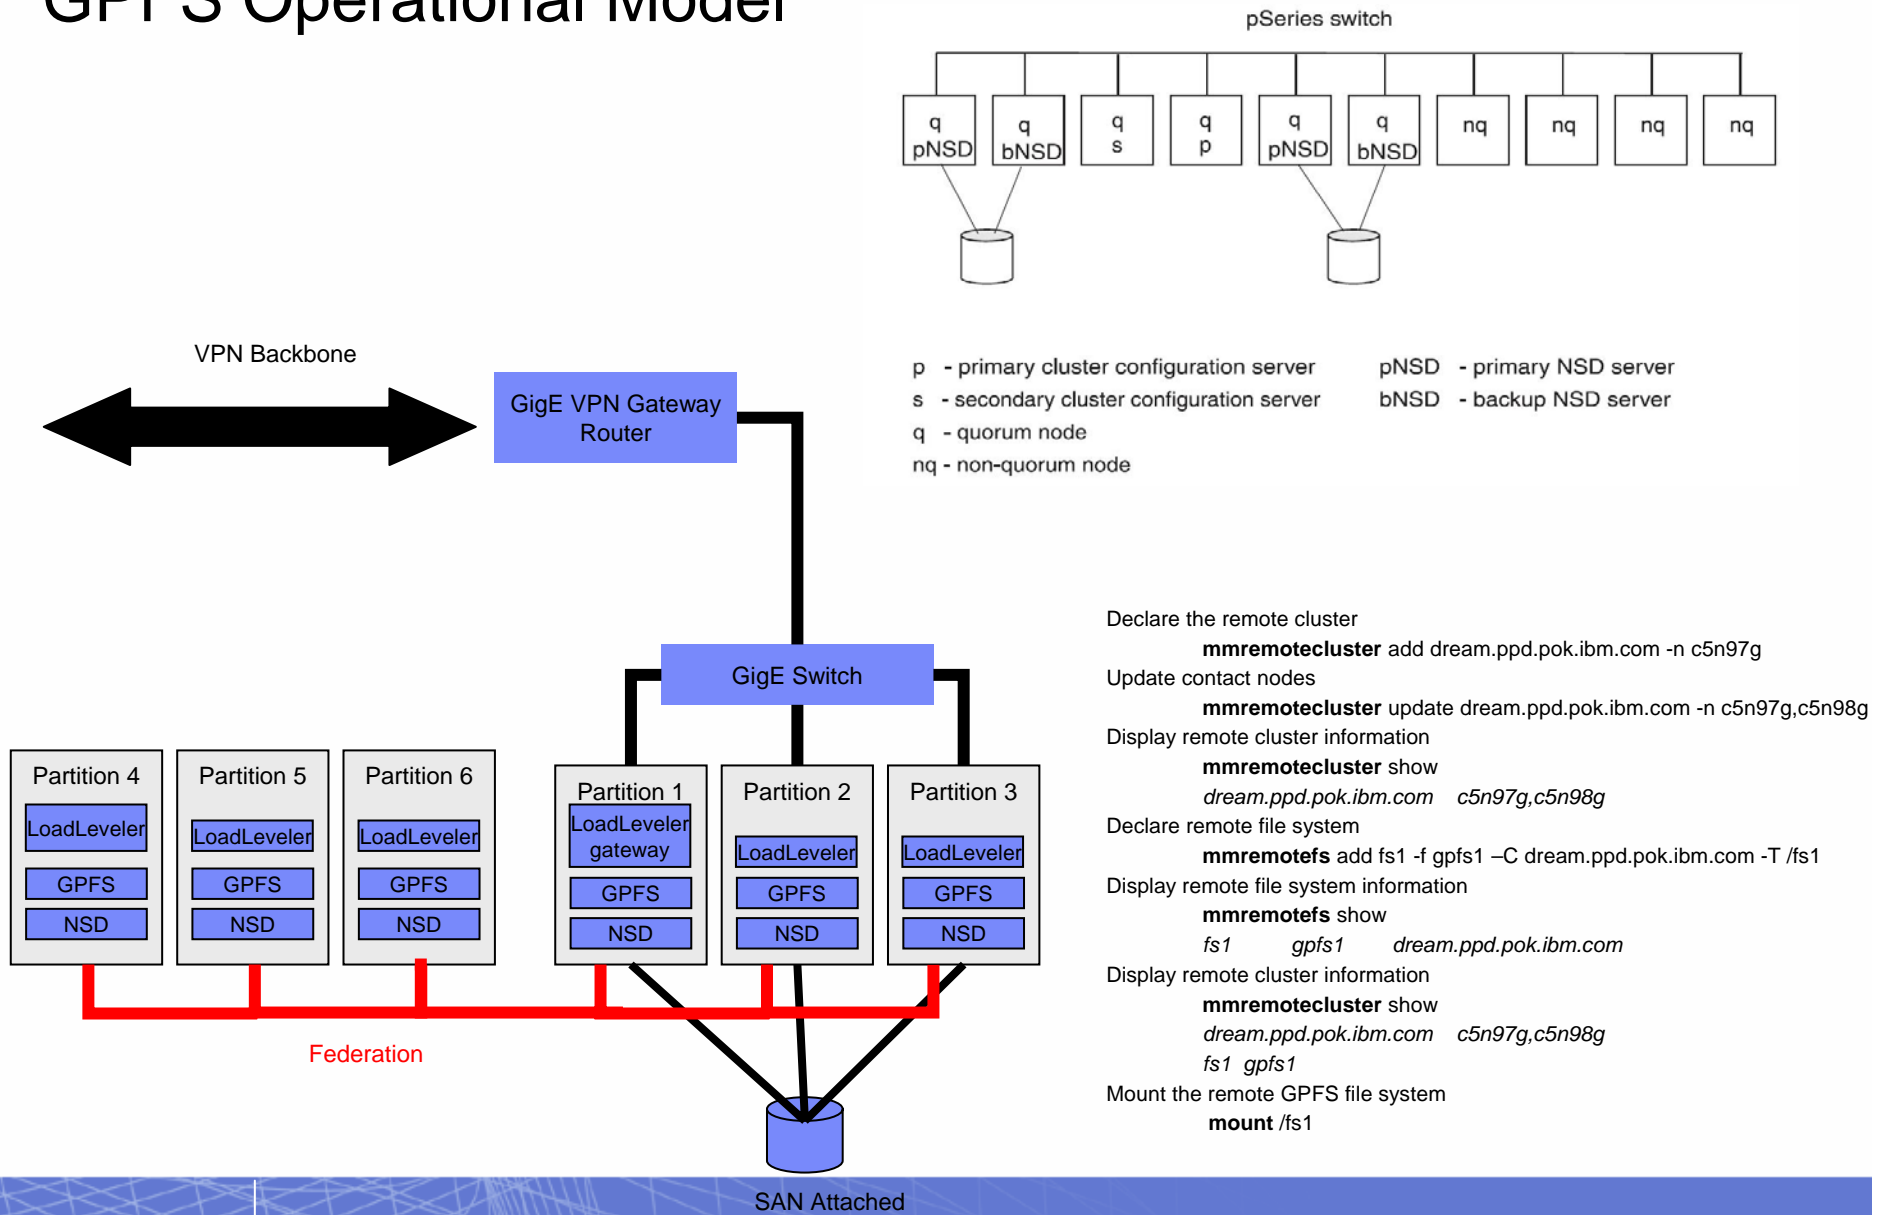 GPFS Operational Model
pSeries switch
q
pNSD
q
bNSD
q
s
q
p
q
pNSD
q
bNSD
nq
nq
nq
nq
p - primary cluster configuration server
s - secondary cluster configuration server
q - quorum node
nq - non-quorum node
pNSD - primary NSD server
bNSD - backup NSD server
VPN Backbone
GigE VPN Gateway
Router
GigE Switch
Partition 4
LoadLeveler
GPFS
NSD
Partition 5
LoadLeveler
GPFS
NSD
Partition 6
LoadLeveler
GPFS
NSD
Partition 1
LoadLeveler
gateway
GPFS
NSD
Partition 2
LoadLeveler
GPFS
NSD
Partition 3
LoadLeveler
GPFS
NSD
Federation
SAN Attached
Declare the remote cluster
mmremotecluster add dream.ppd.pok.ibm.com -n c5n97g
Update contact nodes
mmremotecluster update dream.ppd.pok.ibm.com -n c5n97g,c5n98g
Display remote cluster information
mmremotecluster show
dream.ppd.pok.ibm.com c5n97g,c5n98g
Declare remote file system
mmremotefs add fs1 -f gpfs1 –C dream.ppd.pok.ibm.com -T /fs1
Display remote file system information
mmremotefs show
fs1 gpfs1 dream.ppd.pok.ibm.com
Display remote cluster information
mmremotecluster show
dream.ppd.pok.ibm.com c5n97g,c5n98g
fs1 gpfs1
Mount the remote GPFS file system
mount /fs1